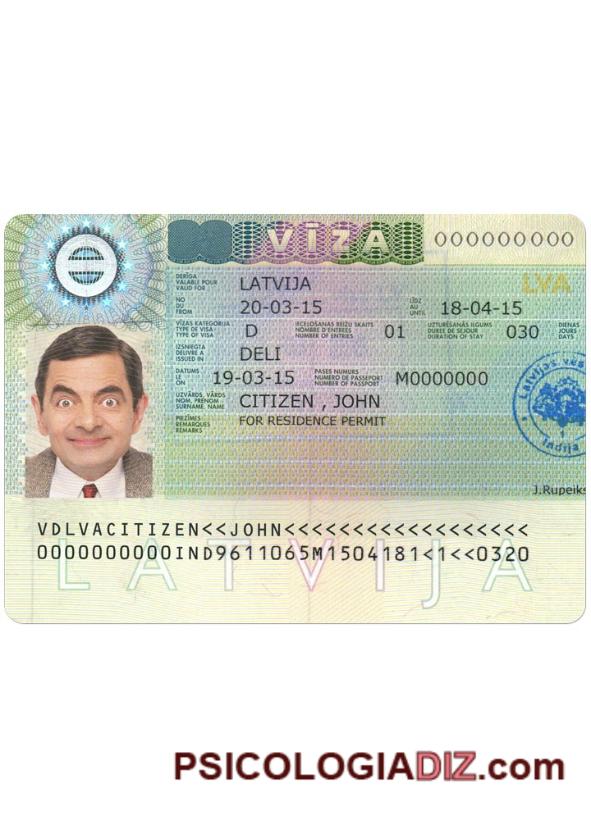 VĪZA 000000000
LVA
DERĪGA
VALABLE POUR
VALID FOR
LATVIJA
NO
DU
FROM
20-03-15
LĪDZ
AU
UNTIL
18-04-15
VĪZAS KATEGORIJA
TYPE DE VISA
TYPE OF VISA
D
IECEĻOŠANAS REIŽU SKAITS
NOMBRE D'ENTREES
NUMBER OF ENTRIES
01
UZTURĒŠANĀS ILGUMS
DUREE DE SEJOUR
DURATION OF STAY
030
DIENAS
JOURS
DAYS
IZSNIEGTA
DELIVRE A
ISSUED IN
DELI
DATUMS
LE
ON
19-03-15
PASES NUMURS
NUMERO DE PASSEPORT
NUMBER OF PASSPORT
M0000000
UZVĀRDS, VĀRDS
NOM, PRENOM
SURNAME, NAME
CITIZEN , JOHN
PIEZĪMES
REMARQUES
REMARKS
FOR RESIDENCE PERMIT
Latvijas vēs
Indija
J.Rupeiks
VDLVACITIZEN<<JOHN<<<<<<<<<<<<<<<<<<
0000000000IND9611065M1504181<1<<0320
LATVIJA
PSICOLOGIADIZ.com